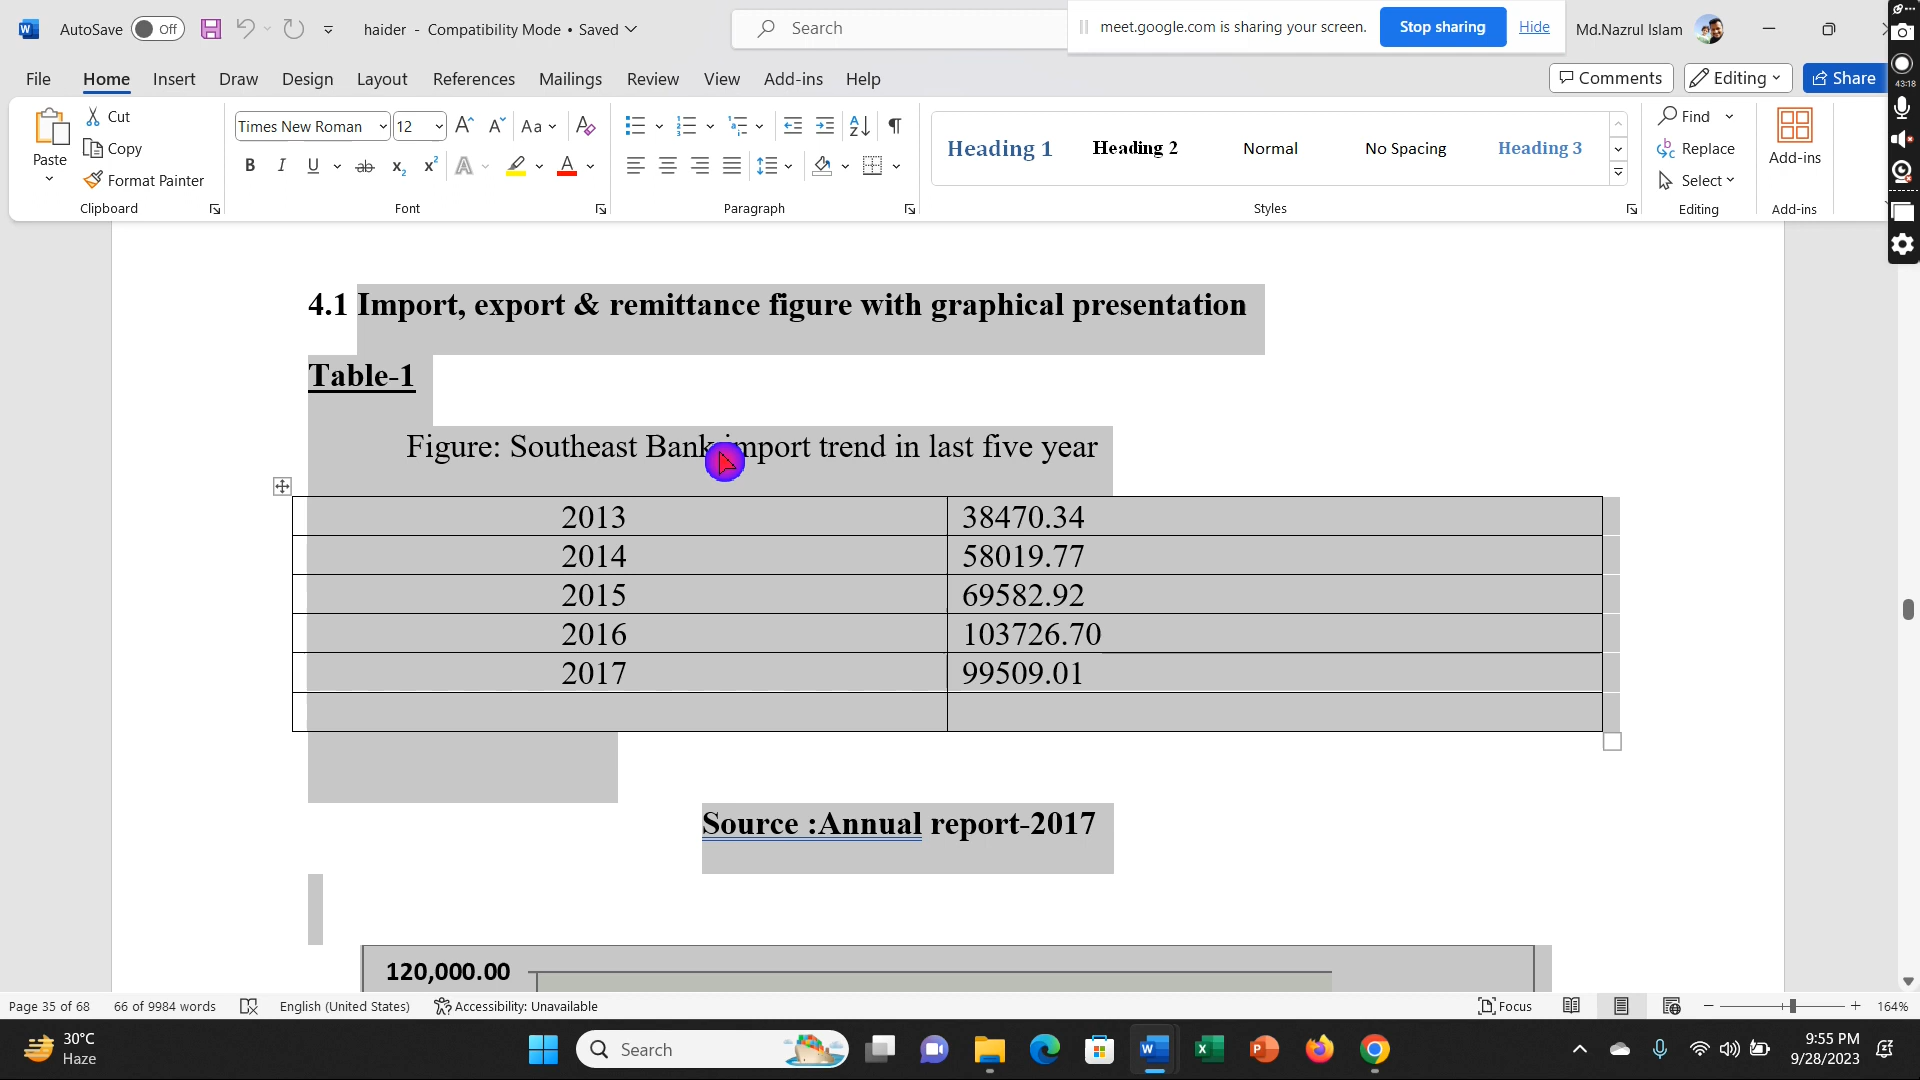 AutoSave Off haider - Compatibility Mode • Saved Search meet.google.com is sharing your screen. Stop sharing Hide Md.Nazrul Islam
File Home Insert Draw Design Layout References Mailings Review View Add-ins Help Comments Editing Share
43:18
Paste Cut Copy Format Painter Clipboard
Times New Roman 12 Aa Font
Paragraph
Heading 1 Heading 2 Normal No Spacing Heading 3 Styles
Find Replace Select Editing
Add-ins Add-ins
4.1 Import, export & remittance figure with graphical presentation
Table-1
Figure: Southeast Bank import trend in last five year
2013 38470.34
2014 58019.77
2015 69582.92
2016 103726.70
2017 99509.01
Source :Annual report-2017
120,000.00
Page 35 of 68 66 of 9984 words English (United States) Accessibility: Unavailable Focus 164%
30°C
Haze
Search
9:55 PM
9/28/2023